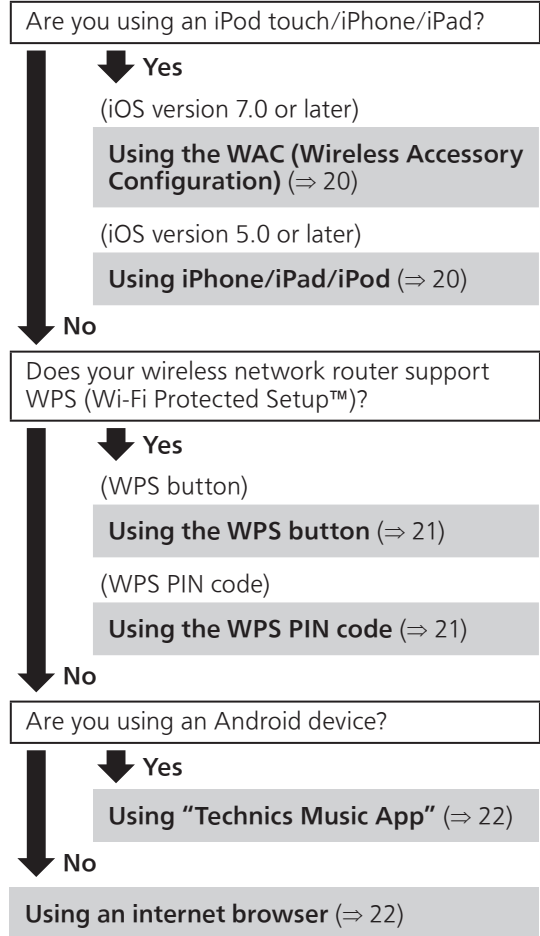 Are you using an iPod touch/iPhone/iPad?
Yes
(iOS version 7.0 or later)
Using the WAC (Wireless Accessory
Configuration) (⇒ 20)
(iOS version 5.0 or later)
Using iPhone/iPad/iPod (⇒ 20)
No
Does your wireless network router support
WPS (Wi-Fi Protected Setup™)?
Yes
(WPS button)
Using the WPS button (⇒ 21)
(WPS PIN code)
Using the WPS PIN code (⇒ 21)
No
Are you using an Android device?
Yes
Using “Technics Music App” (⇒ 22)
No
Using an internet browser (⇒ 22)